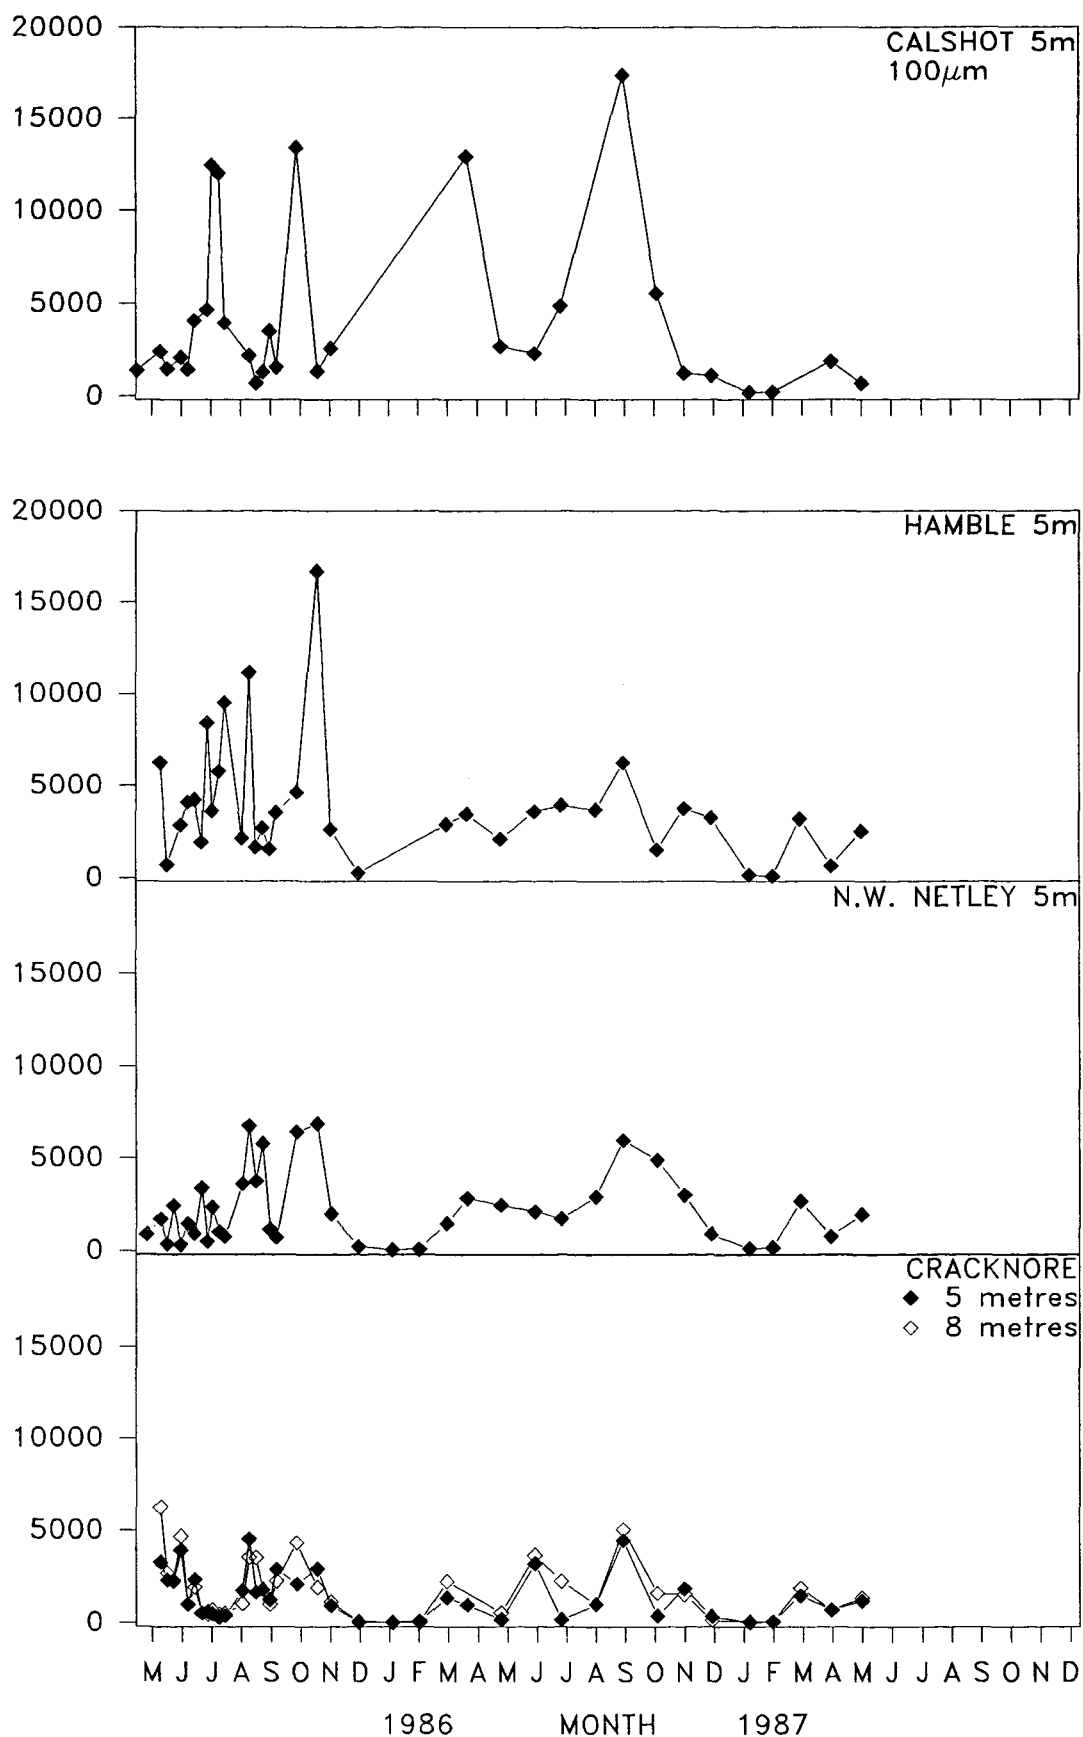 20000
CALSHOT 5m
100μm
15000
10000
5000
0
20000
HAMBLE 5m
15000
10000
5000
0
N.W. NETLEY 5m
15000
10000
5000
0
CRACKNORE
5 metres
8 metres
15000
10000
5000
0
M J J A S O N D J F M A M J J A S O N D J F M A M J J A S O N D
1986 MONTH 1987